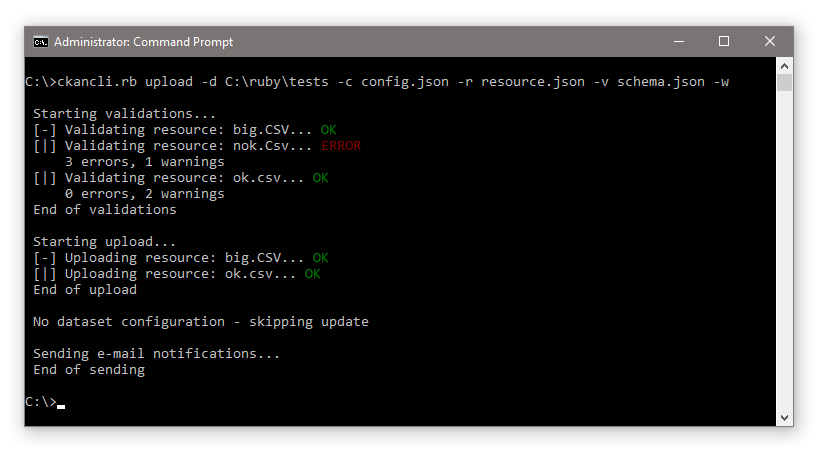 Administrator: Command Prompt
C:\>ckancli.rb upload -d C:\ruby\tests -c config.json -r resource.json -v schema.json -w
Starting validations...
[-] Validating resource: big.CSV... OK
[|] Validating resource: nok.Csv... ERROR
3 errors, 1 warnings
[|] Validating resource: ok.csv... OK
0 errors, 2 warnings
End of validations
Starting upload...
[-] Uploading resource: big.CSV... OK
[|] Uploading resource: ok.csv... OK
End of upload
No dataset configuration - skipping update
Sending e-mail notifications...
End of sending
C:\>